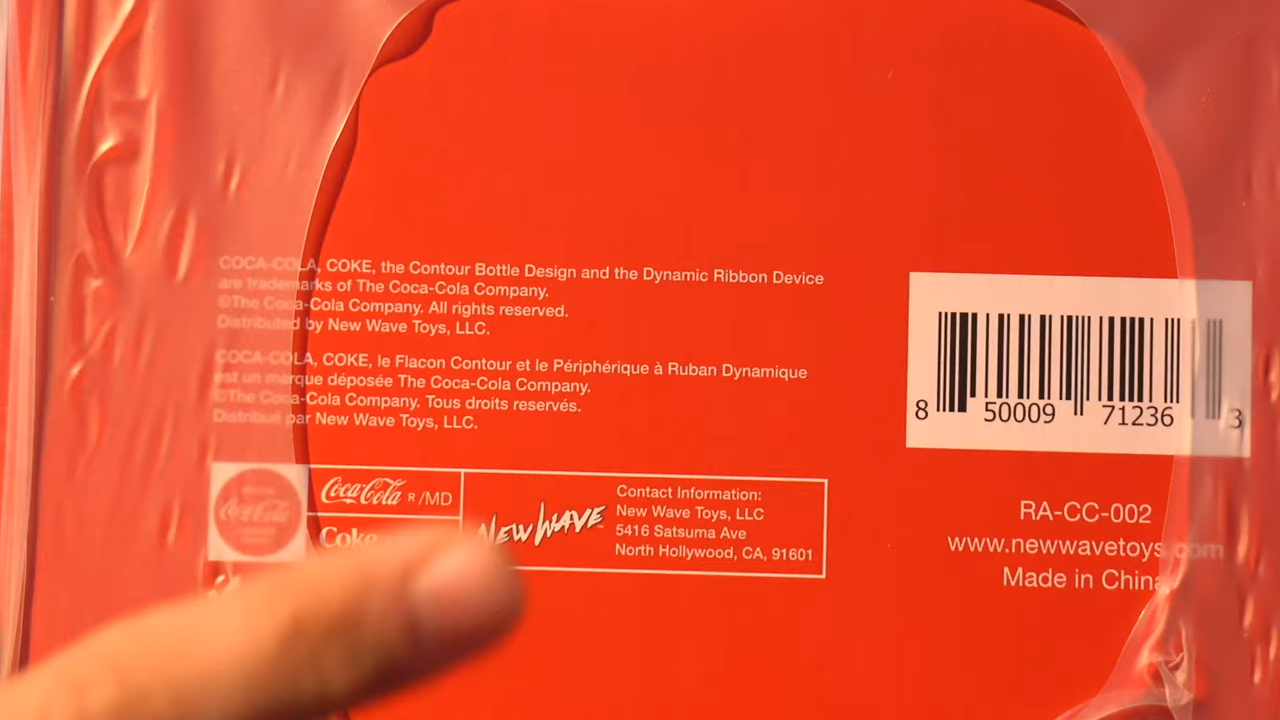 COCA-COLA, COKE, the Contour Bottle Design and the Dynamic Ribbon Device
are trademarks of The Coca-Cola Company.
©The Coca-Cola Company. All rights reserved.
Distributed by New Wave Toys, LLC.
COCA-COLA, COKE, le Flacon Contour et le Périphérique à Ruban Dynamique
est un marque déposée The Coca-Cola Company.
©The Coca-Cola Company. Tous droits reservés.
Distribué par New Wave Toys, LLC.
Coca-Cola
Coca-Cola R/MD
Coke
NEW WAVE
Contact Information:
New Wave Toys, LLC
5416 Satsuma Ave
North Hollywood, CA, 91601
8 50009 71236 3
RA-CC-002
www.newwavetoys.com
Made in China